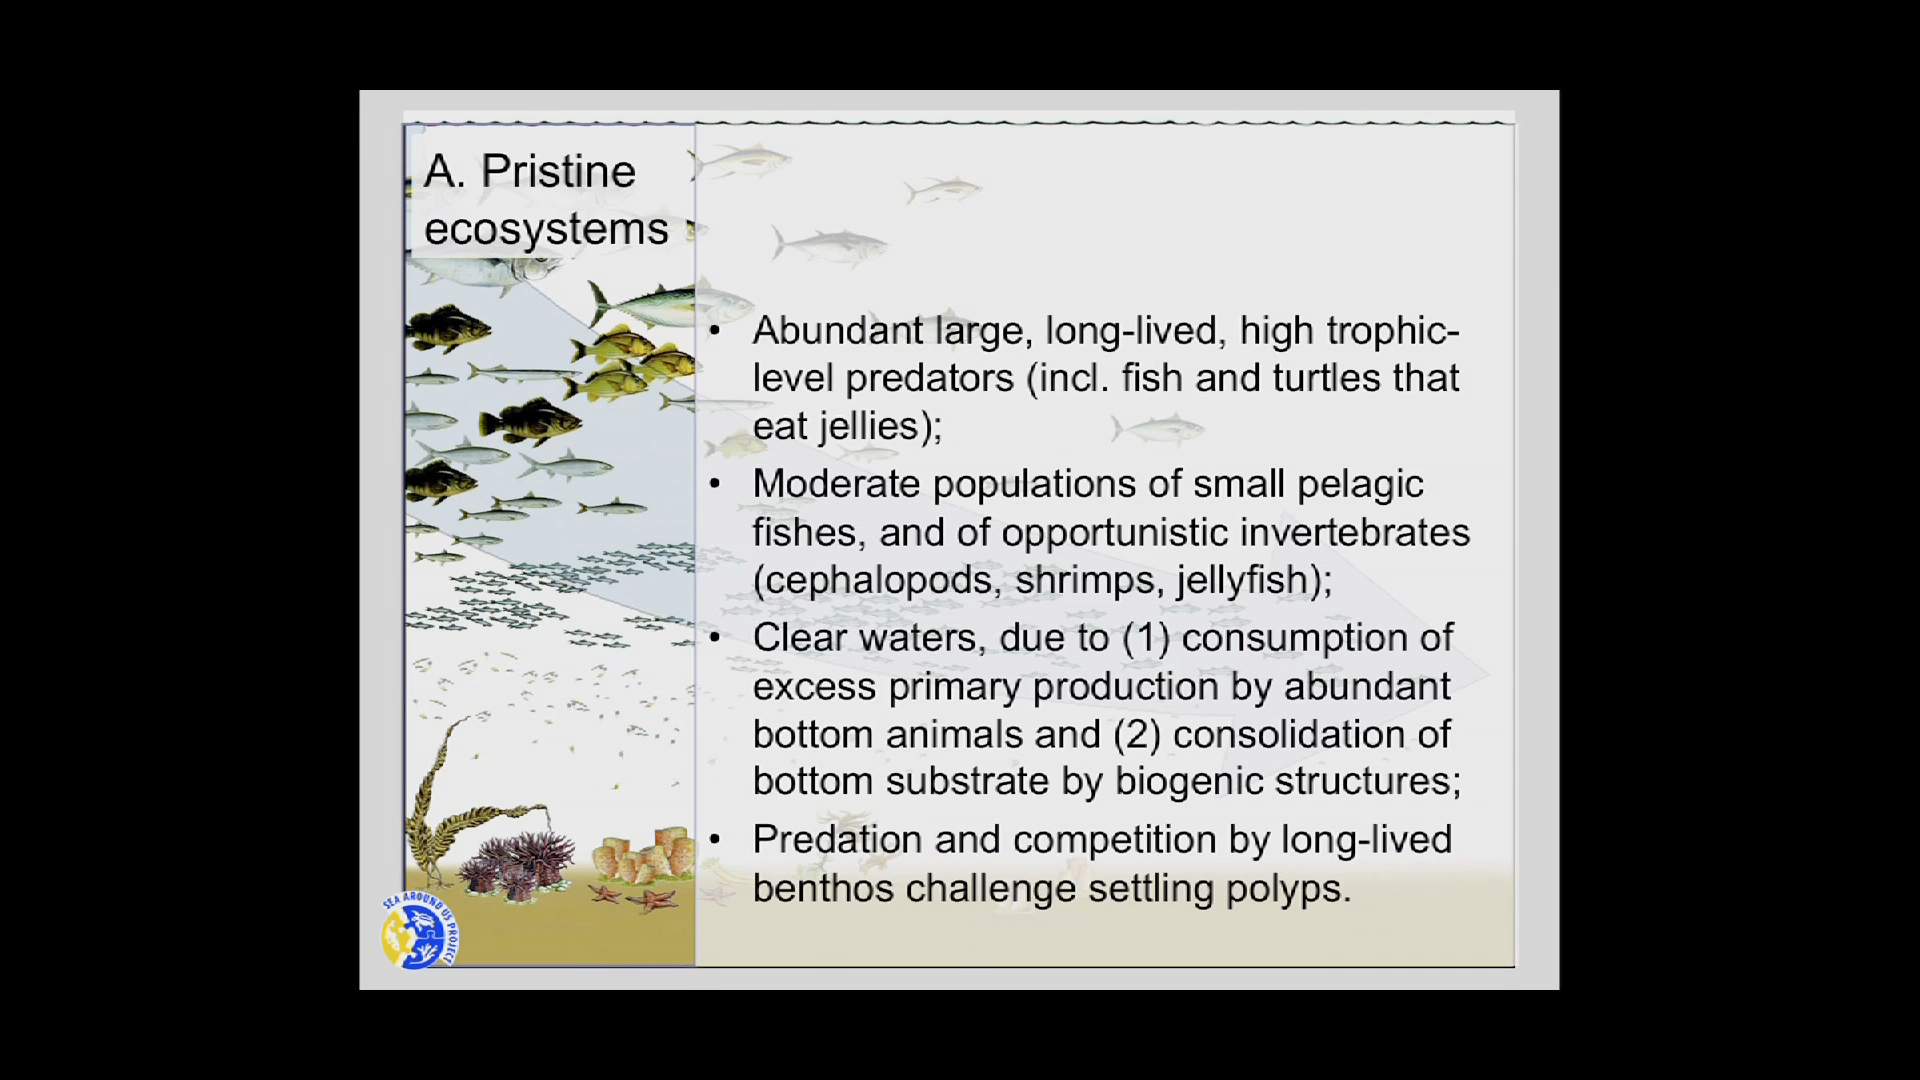 A. Pristine
ecosystems
• Abundant large, long-lived, high trophic-
level predators (incl. fish and turtles that
eat jellies);
• Moderate populations of small pelagic
fishes, and of opportunistic invertebrates
(cephalopods, shrimps, jellyfish);
• Clear waters, due to (1) consumption of
excess primary production by abundant
bottom animals and (2) consolidation of
bottom substrate by biogenic structures;
• Predation and competition by long-lived
benthos challenge settling polyps.
SEA AROUND US PROJECT